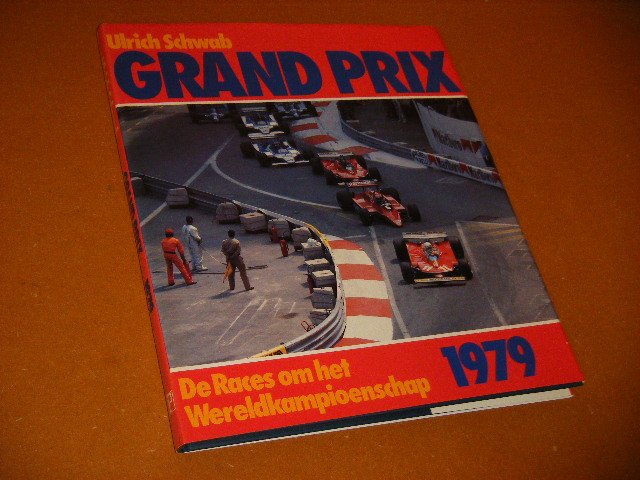 Ulrich Schwab
GRAND PRIX
De Races om het
Wereldkampioenschap
1979